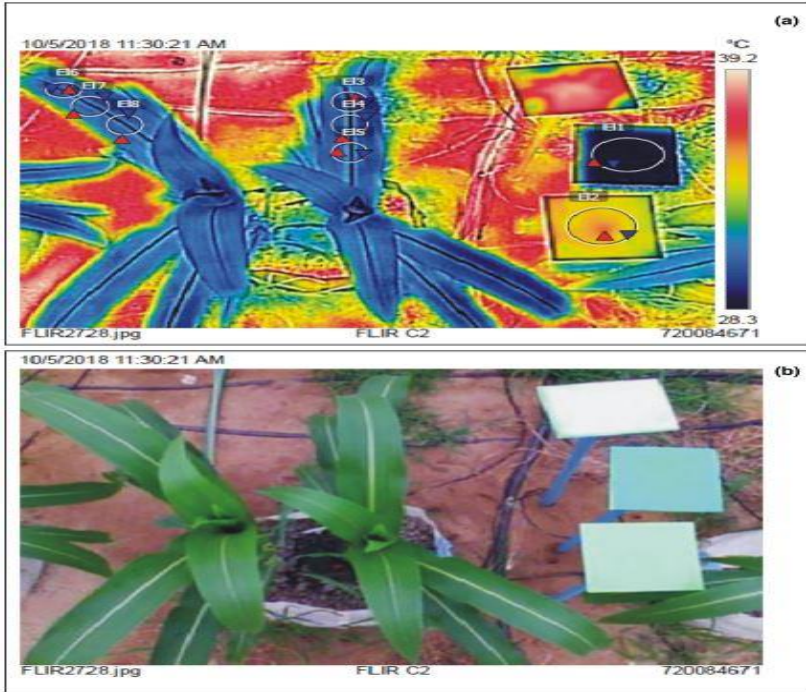 (a)
10/5/2018 11:30:21 AM
°C
39.2
El6
El7
El8
El3
El4
El5
El1
El2
28.3
FLIR2728.jpg FLIR C2 720084671
10/5/2018 11:30:21 AM
(b)
FLIR2728.jpg FLIR C2 720084671